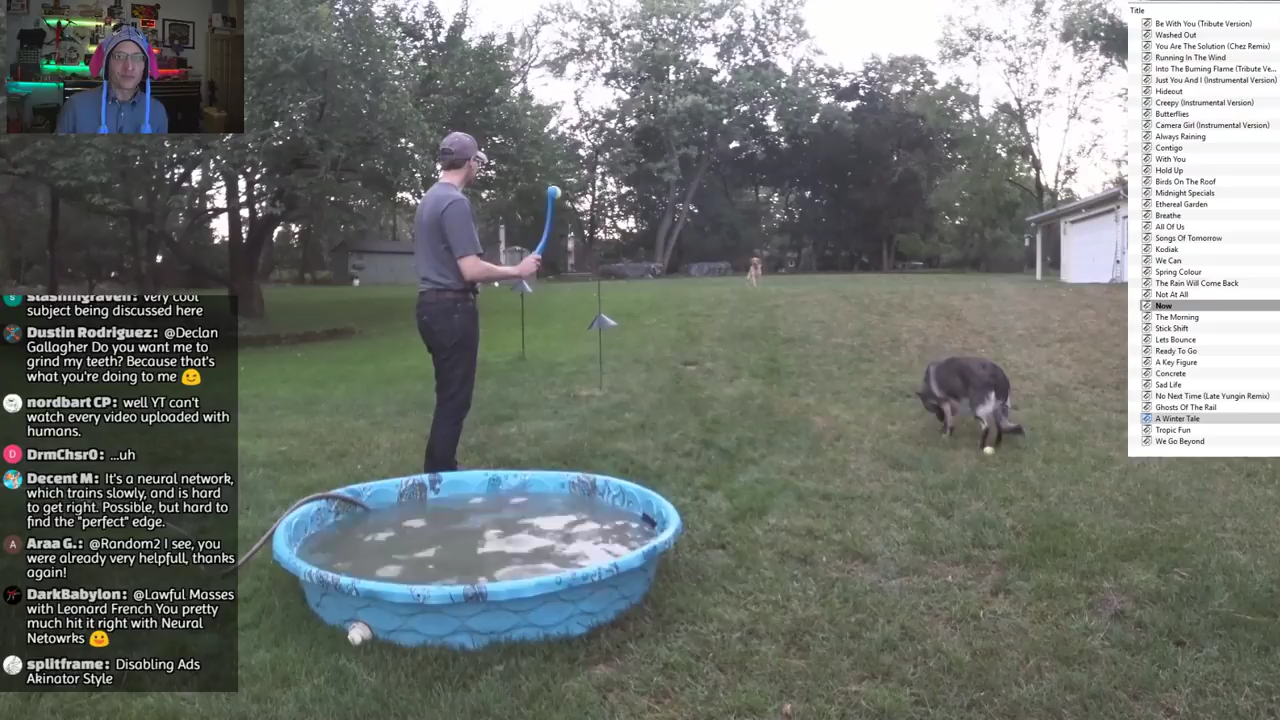 Slashingraven: Very cool
subject being discussed here
Dustin Rodriguez: @Declan
Gallagher Do you want me to
grind my teeth? Because that's
what you're doing to me
nordbart CP: well YT can't
watch every video uploaded with
humans.
DrmChsr0: ...uh
Decent M: It's a neural network,
which trains slowly, and is hard
to get right. Possible, but hard to
find the "perfect" edge.
Araa G.: @Random2 I see, you
were already very helpfull, thanks
again!
DarkBabylon: @Lawful Masses
with Leonard French You pretty
much hit it right with Neural
Netowrks
splitframe: Disabling Ads
Akinator Style
Title
Be With You (Tribute Version)
Washed Out
You Are The Solution (Chez Remix)
Running In The Wind
Into The Burning Flame (Tribute Ve...
Just You And I (Instrumental Version)
Hideout
Creepy (Instrumental Version)
Butterflies
Camera Girl (Instrumental Version)
Always Raining
Contigo
With You
Hold Up
Birds On The Roof
Midnight Specials
Ethereal Garden
Breathe
All Of Us
Songs Of Tomorrow
Kodiak
We Can
Spring Colour
The Rain Will Come Back
Not At All
Now
The Morning
Stick Shift
Lets Bounce
Ready To Go
A Key Figure
Concrete
Sad Life
No Next Time (Late Yungin Remix)
Ghosts Of The Rail
A Winter Tale
Tropic Fun
We Go Beyond